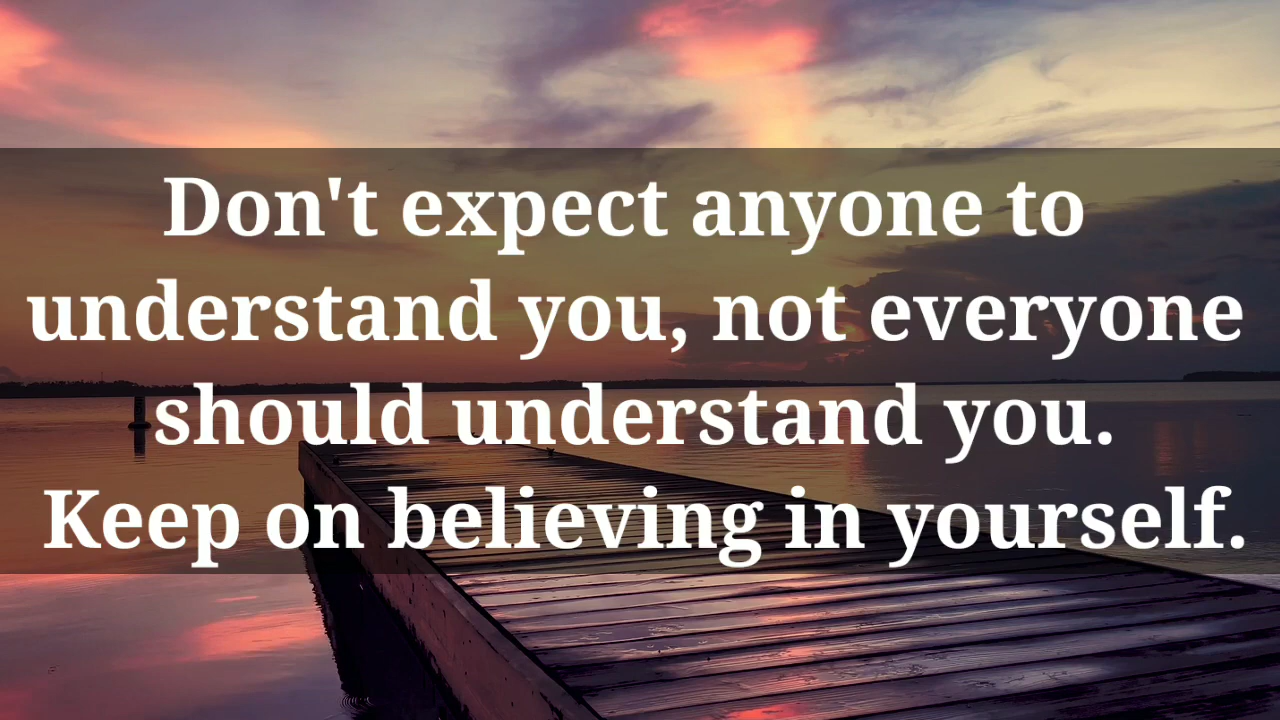 Don't expect anyone to
understand you, not everyone
should understand you.
Keep on believing in yourself.